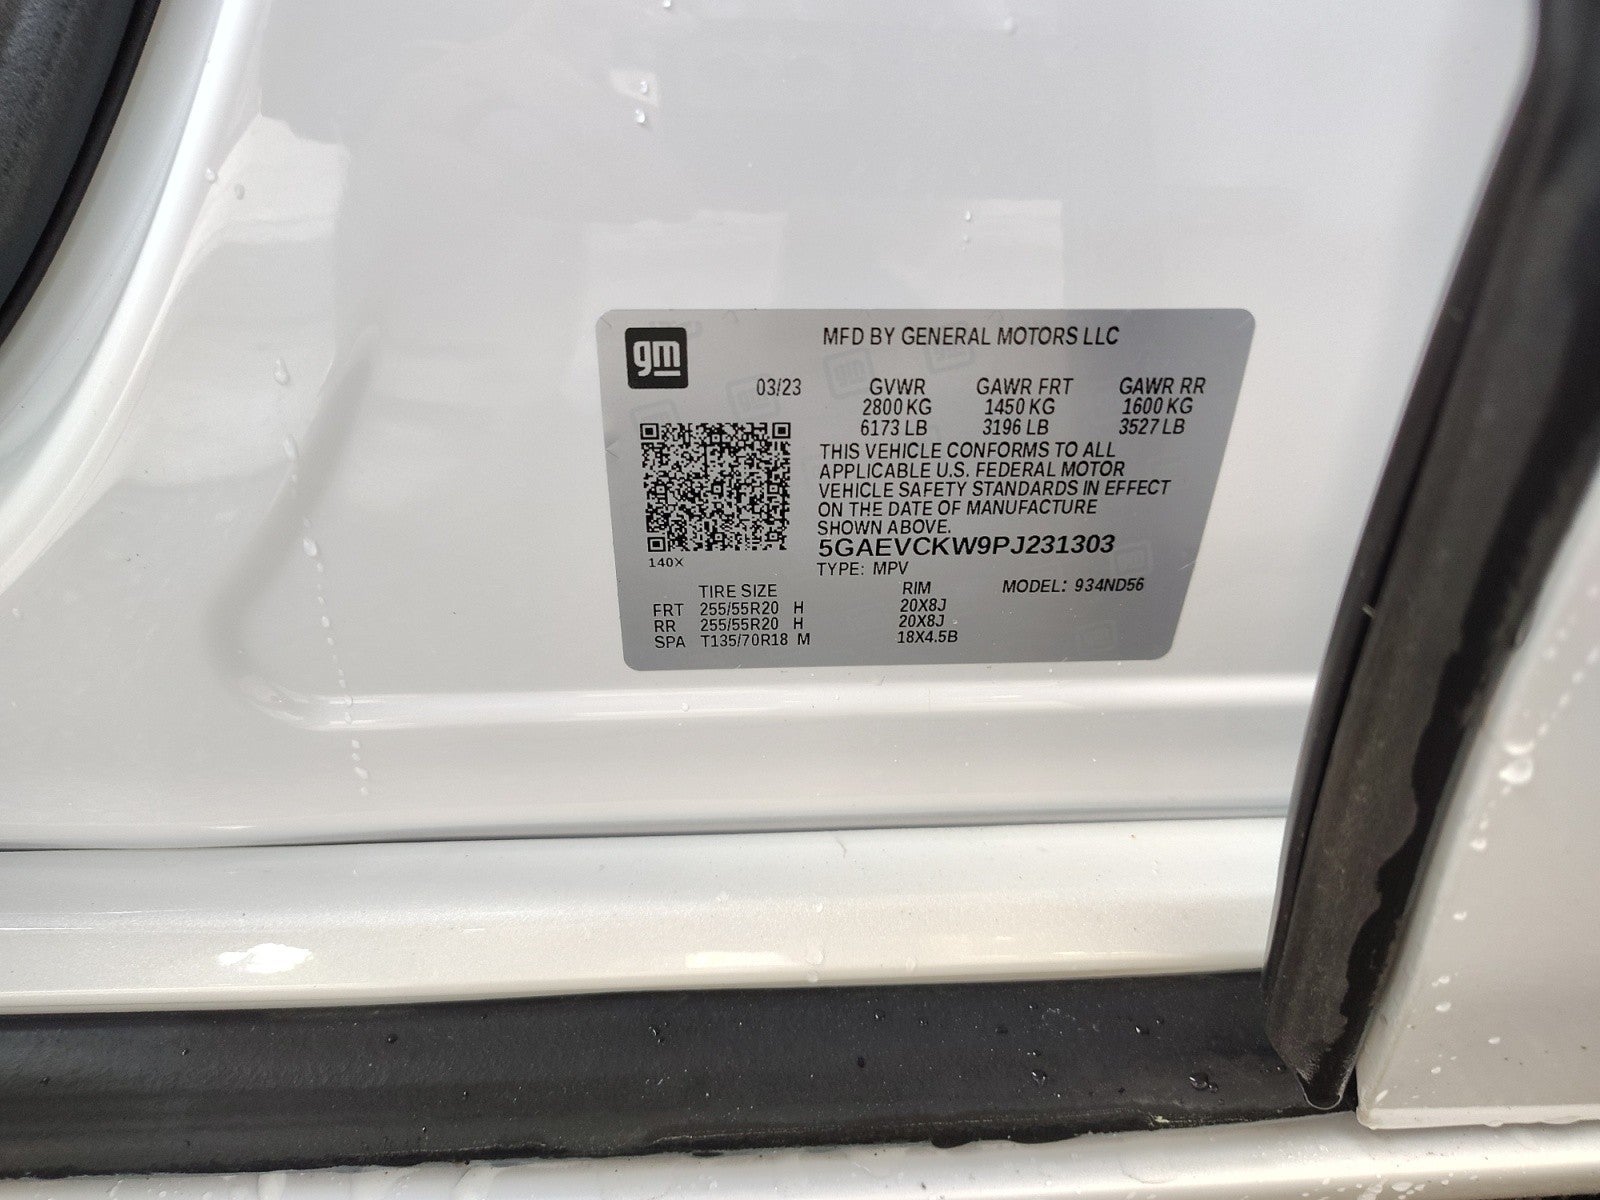 gm
MFD BY GENERAL MOTORS LLC
03/23 GVWR GAWR FRT GAWR RR
2800 KG 1450 KG 1600 KG
6173 LB 3196 LB 3527 LB
THIS VEHICLE CONFORMS TO ALL
APPLICABLE U.S. FEDERAL MOTOR
VEHICLE SAFETY STANDARDS IN EFFECT
ON THE DATE OF MANUFACTURE
SHOWN ABOVE.
5GAEVCKW9PJ231303
140X
TYPE: MPV
TIRE SIZE RIM MODEL: 934ND56
FRT 255/55R20 H 20X8J
RR 255/55R20 H 20X8J
SPA T135/70R18 M 18X4.5B